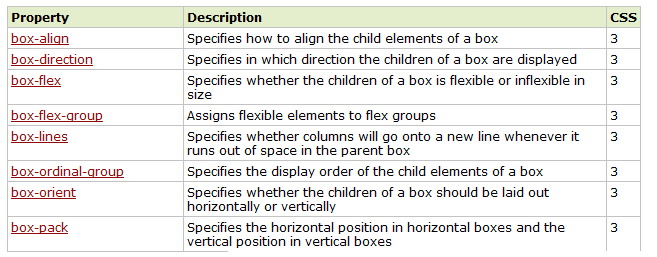 Property Description CSS
box-align Specifies how to align the child elements of a box 3
box-direction Specifies in which direction the children of a box are displayed 3
box-flex Specifies whether the children of a box is flexible or inflexible in 3
size
box-flex-group Assigns flexible elements to flex groups 3
box-lines Specifies whether columns will go onto a new line whenever it 3
runs out of space in the parent box
box-ordinal-group Specifies the display order of the child elements of a box 3
box-orient Specifies whether the children of a box should be laid out 3
horizontally or vertically
box-pack Specifies the horizontal position in horizontal boxes and the 3
vertical position in vertical boxes